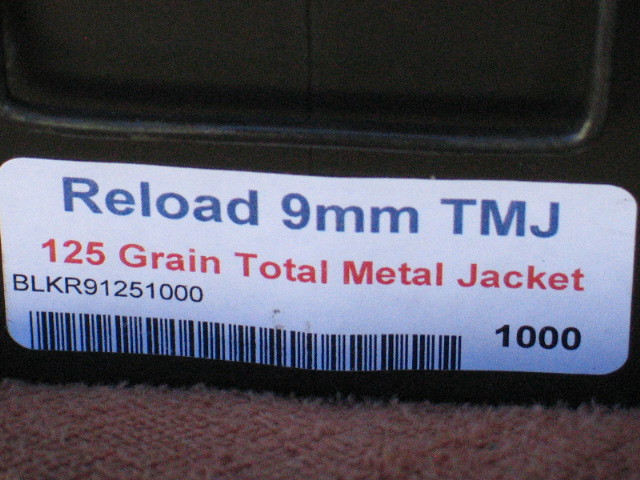 Reload 9mm TMJ
125 Grain Total Metal Jacket
BLKR91251000
1000